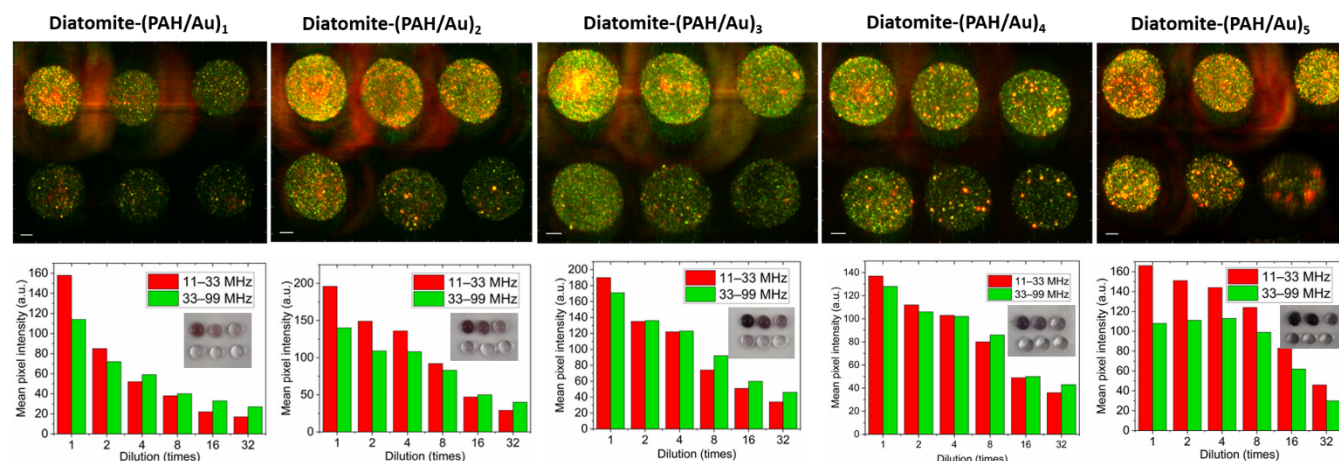 Diatomite-(PAH/Au)₁
Diatomite-(PAH/Au)₂
Diatomite-(PAH/Au)₃
Diatomite-(PAH/Au)₄
Diatomite-(PAH/Au)₅
Mean pixel intensity (a.u.)
160
140
120
100
80
60
40
20
0
11–33 MHz
33–99 MHz
1 2 4 8 16 32
Dilution (times)
Mean pixel intensity (a.u.)
200
150
100
50
0
11–33 MHz
33–99 MHz
1 2 4 8 16 32
Dilution (times)
Mean pixel intensity (a.u.)
200
180
160
140
120
100
80
60
40
20
0
11–33 MHz
33–99 MHz
1 2 4 8 16 32
Dilution (times)
Mean pixel intensity (a.u.)
140
120
100
80
60
40
20
0
11–33 MHz
33–99 MHz
1 2 4 8 16 32
Dilution (times)
Mean pixel intensity (a.u.)
160
140
120
100
80
60
40
20
0
11–33 MHz
33–99 MHz
1 2 4 8 16 32
Dilution (times)